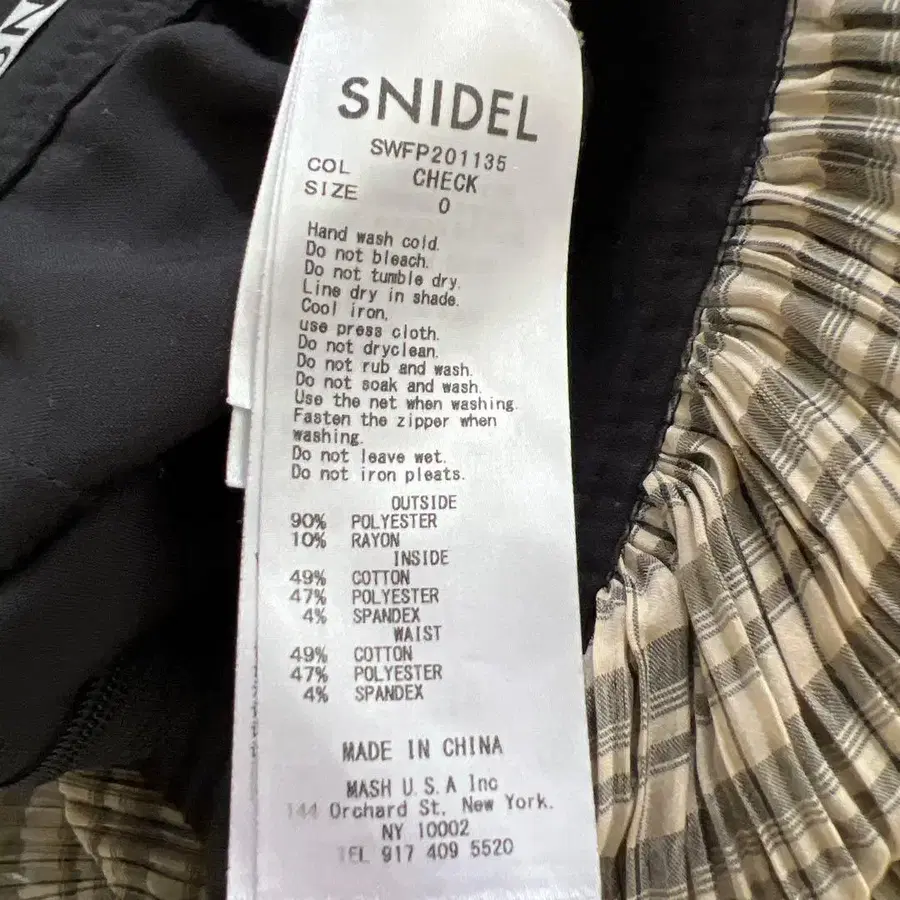 SNIDEL
SWFP201135
COL CHECK
SIZE 0
Hand wash cold.
Do not bleach.
Do not tumble dry.
Line dry in shade.
Cool iron,
use press cloth.
Do not dryclean.
Do not rub and wash.
Do not soak and wash.
Use the net when washing.
Fasten the zipper when
washing.
Do not leave wet.
Do not iron pleats.
OUTSIDE
90% POLYESTER
10% RAYON
INSIDE
49% COTTON
47% POLYESTER
4% SPANDEX
WAIST
49% COTTON
47% POLYESTER
4% SPANDEX
MADE IN CHINA
MASH U.S.A Inc
144 Orchard St, New York.
NY 10002
TEL 917 409 5520